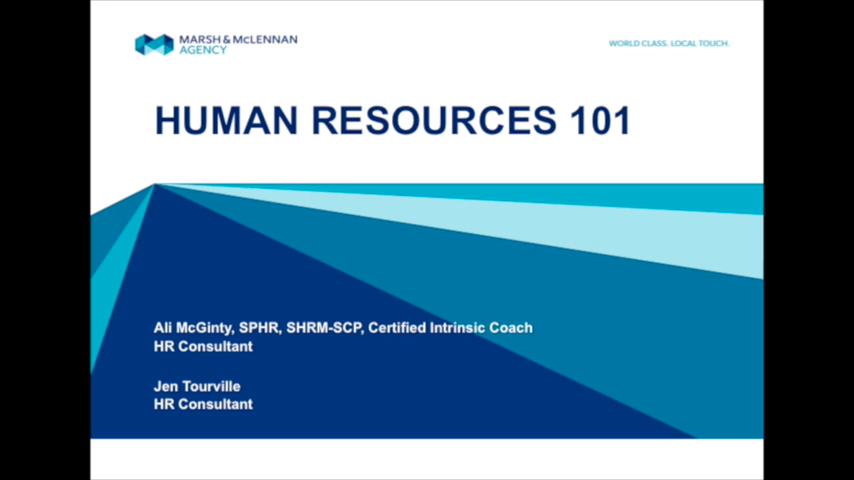 MARSH & McLENNAN
AGENCY
WORLD CLASS. LOCAL TOUCH.
HUMAN RESOURCES 101
Ali McGinty, SPHR, SHRM-SCP, Certified Intrinsic Coach
HR Consultant
Jen Tourville
HR Consultant